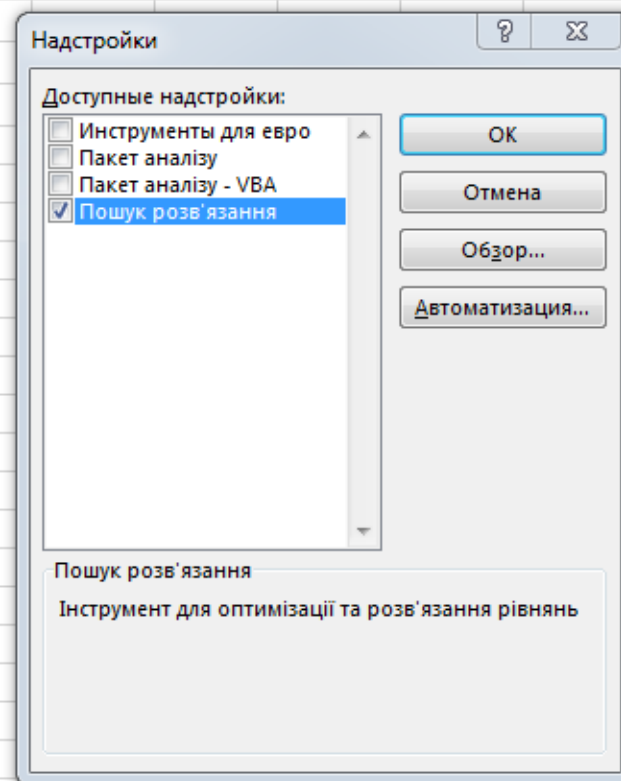 Надстройки
Доступные надстройки:
Инструменты для евро
Пакет аналізу
Пакет аналізу - VBA
Пошук розв'язання
ОК
Отмена
Обзор...
Автоматизация...
Пошук розв'язання
Інструмент для оптимізації та розв'язання рівнянь